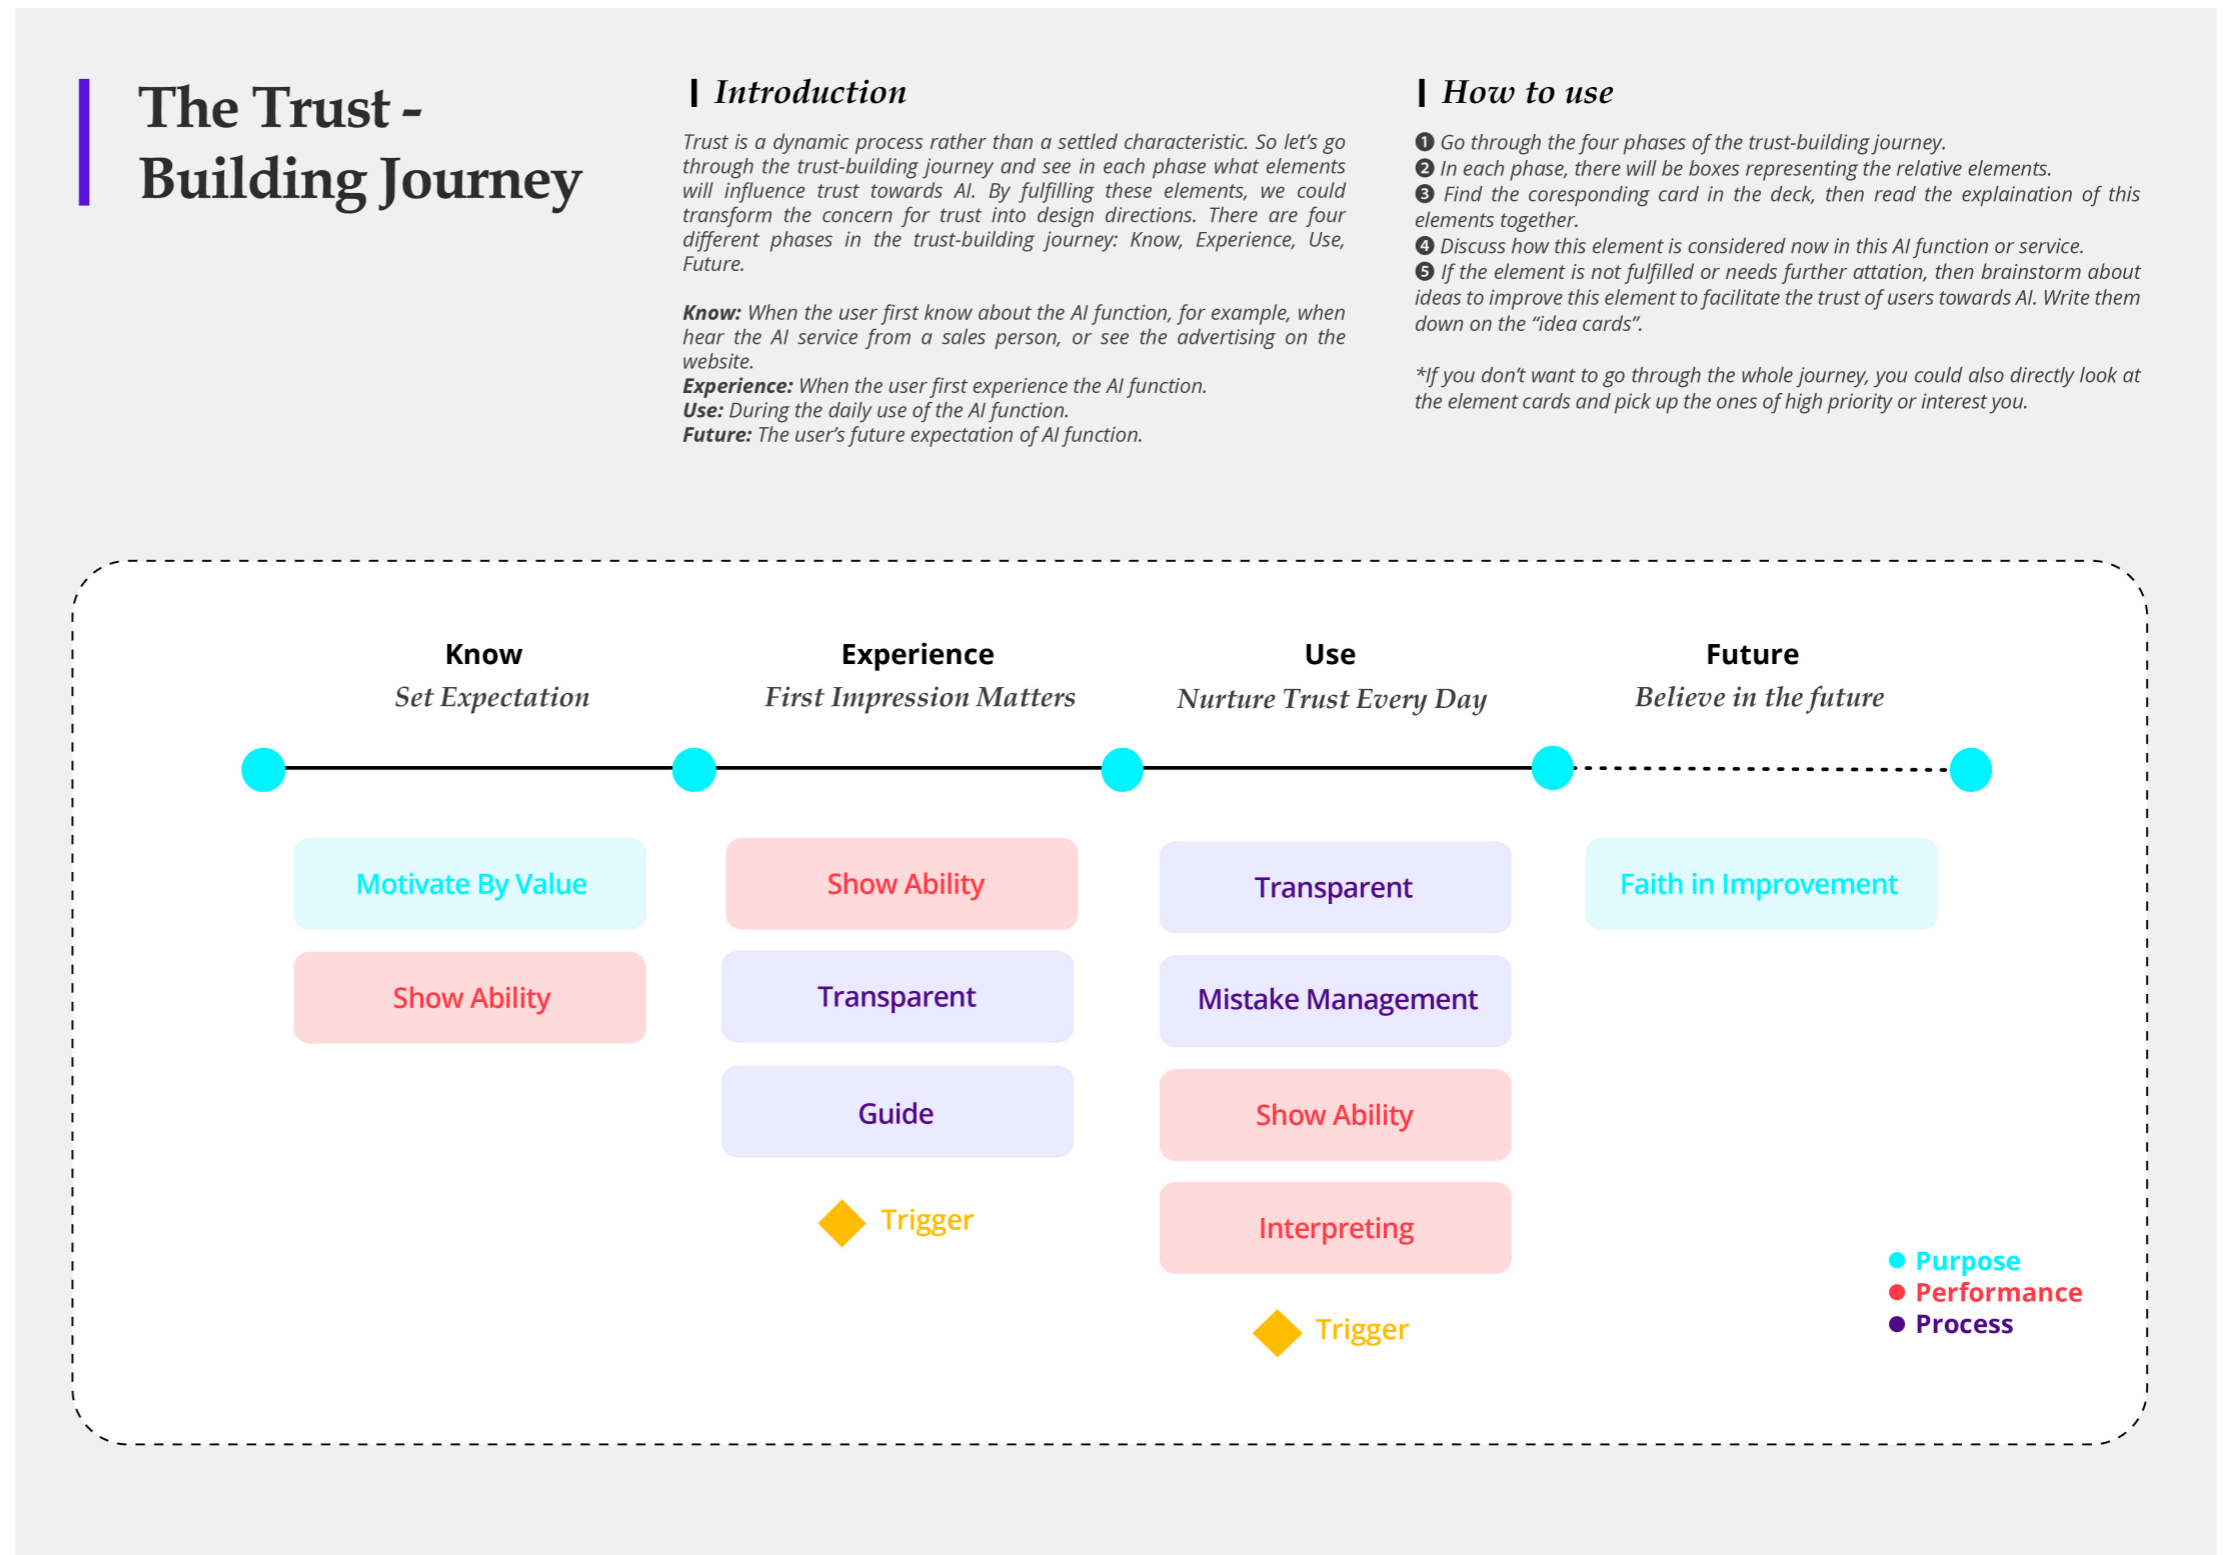 The Trust -
Building Journey
Introduction
Trust is a dynamic process rather than a settled characteristic. So let's go
through the trust-building journey and see in each phase what elements
will influence trust towards AI. By fulfilling these elements, we could
transform the concern for trust into design directions. There are four
different phases in the trust-building journey: Know, Experience, Use,
Future.
Know: When the user first know about the AI function, for example, when
hear the AI service from a sales person, or see the advertising on the
website.
Experience: When the user first experience the AI function.
Use: During the daily use of the AI function.
Future: The user's future expectation of AI function.
How to use
❶ Go through the four phases of the trust-building journey.
❷ In each phase, there will be boxes representing the relative elements.
❸ Find the coresponding card in the deck, then read the explaination of this
elements together.
❹ Discuss how this element is considered now in this AI function or service.
❺ If the element is not fulfilled or needs further attation, then brainstorm about
ideas to improve this element to facilitate the trust of users towards AI. Write them
down on the “idea cards”.
*If you don't want to go through the whole journey, you could also directly look at
the element cards and pick up the ones of high priority or interest you.
Know
Set Expectation
Motivate By Value
Show Ability
Experience
First Impression Matters
Show Ability
Transparent
Guide
Trigger
Use
Nurture Trust Every Day
Transparent
Mistake Management
Show Ability
Interpreting
Trigger
Future
Believe in the future
Faith in Improvement
Purpose
Performance
Process